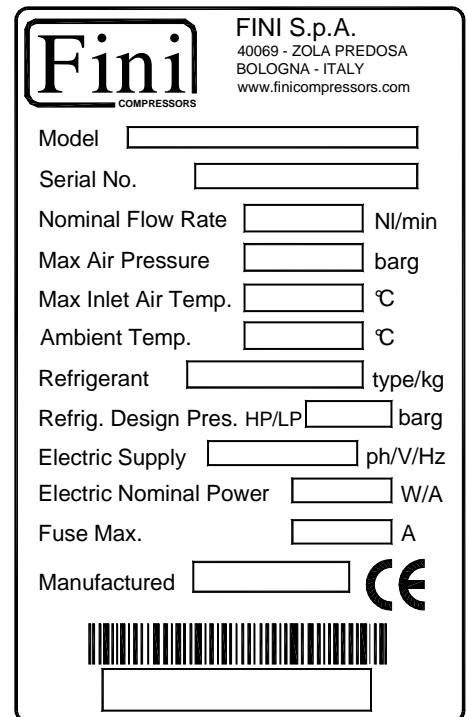 Fini
COMPRESSORS
FINI S.p.A.
40069 - ZOLA PREDOSA
BOLOGNA - ITALY
www.finicompressors.com
Model
Serial No.
Nominal Flow Rate Nl/min
Max Air Pressure barg
Max Inlet Air Temp. °C
Ambient Temp. °C
Refrigerant type/kg
Refrig. Design Pres. HP/LP barg
Electric Supply ph/V/Hz
Electric Nominal Power W/A
Fuse Max. A
Manufactured CE